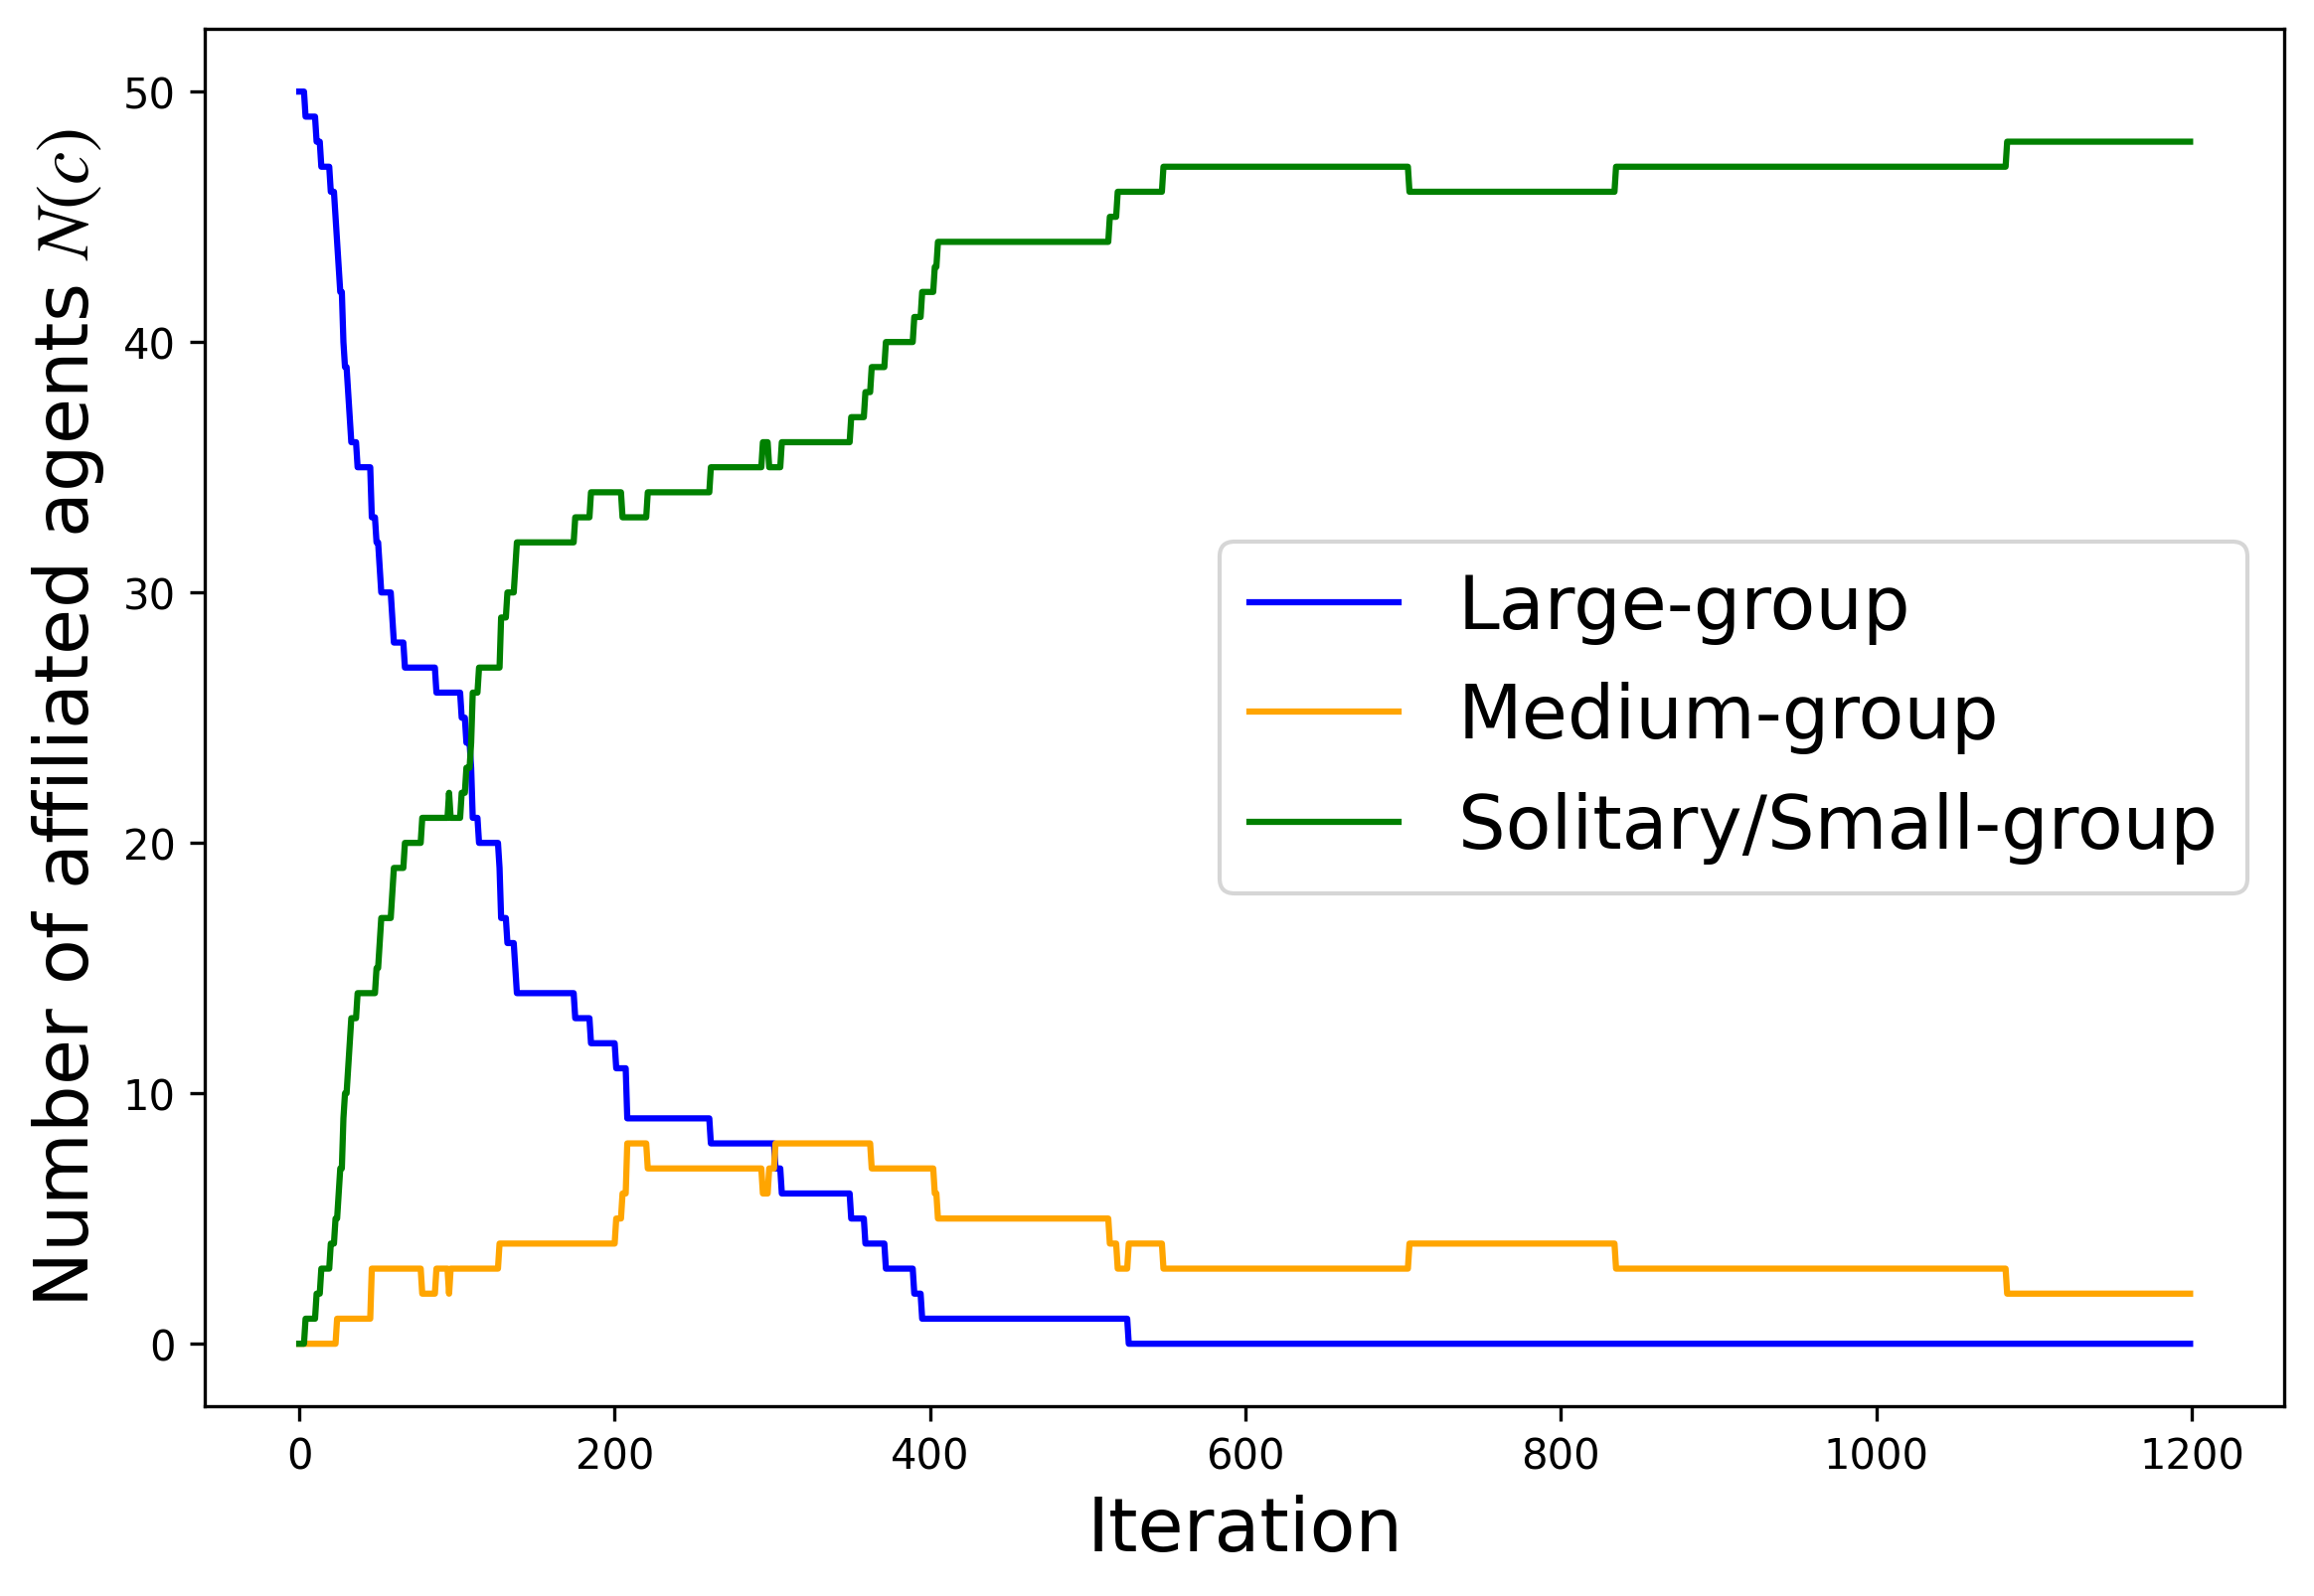 Number of affiliated agents N(c)
50
40
30
20
10
0
Large-group
Medium-group
Solitary/Small-group
0 200 400 600 800 1000 1200
Iteration